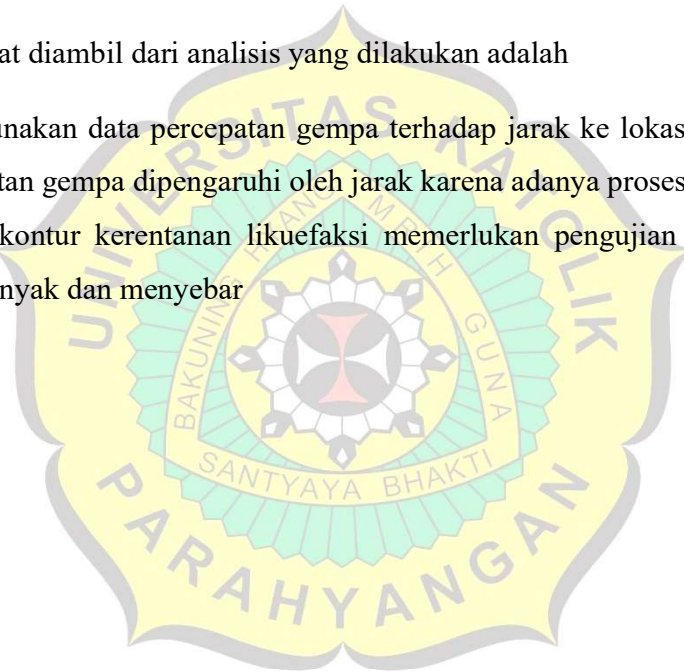 at diambil dari analisis yang dilakukan adalah
unakan data percepatan gempa terhadap jarak ke lokas
tan gempa dipengaruhi oleh jarak karena adanya proses
kontur kerentanan likuefaksi memerlukan pengujian
nyak dan menyebar
UNIVERSITAS KATOLIK
BAKUNING HYANG MRIH GUNA
SANTYAYA BHAKTI
PARAHYANGAN